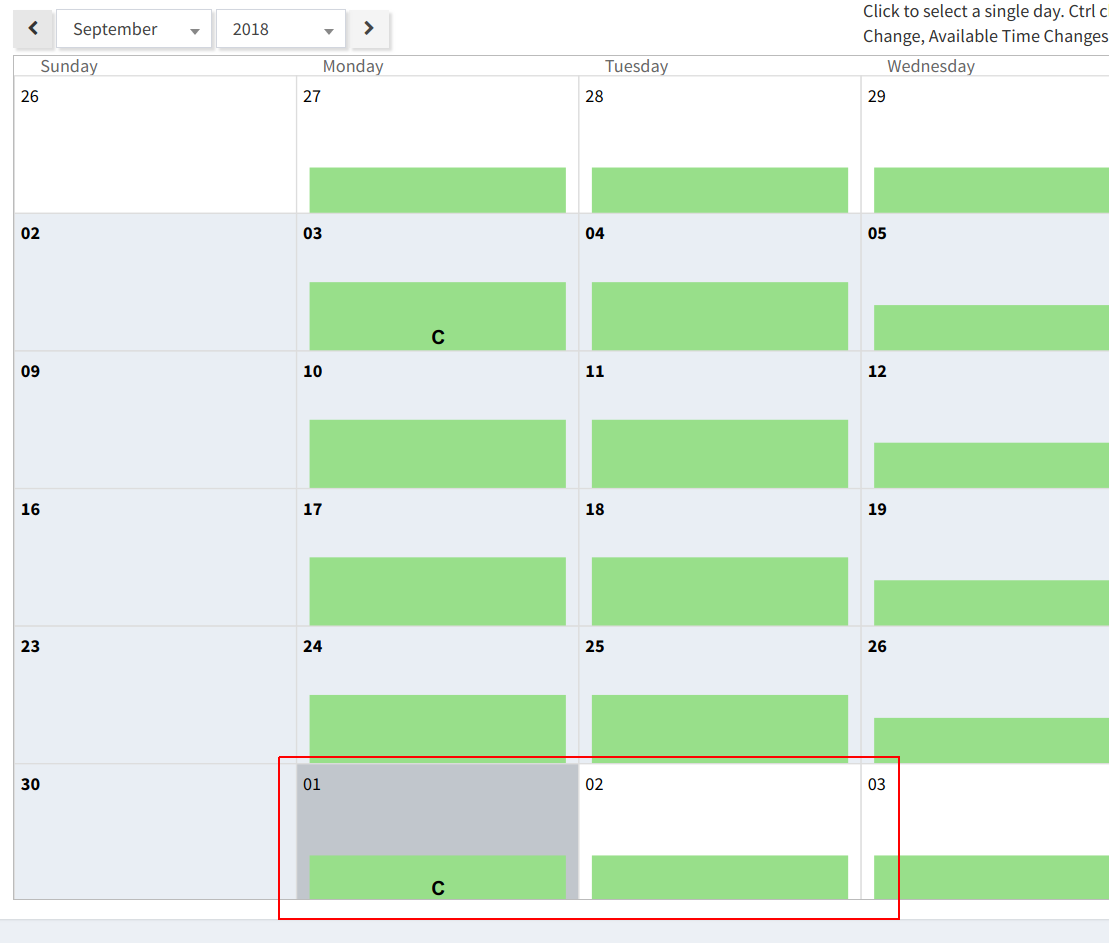 September 2018
Click to select a single day. Ctrl c
Change, Available Time Changes
Sunday Monday Tuesday Wednesday
26 27 28 29
02 03 04 05
C
09 10 11 12
16 17 18 19
23 24 25 26
30 01 02 03
C